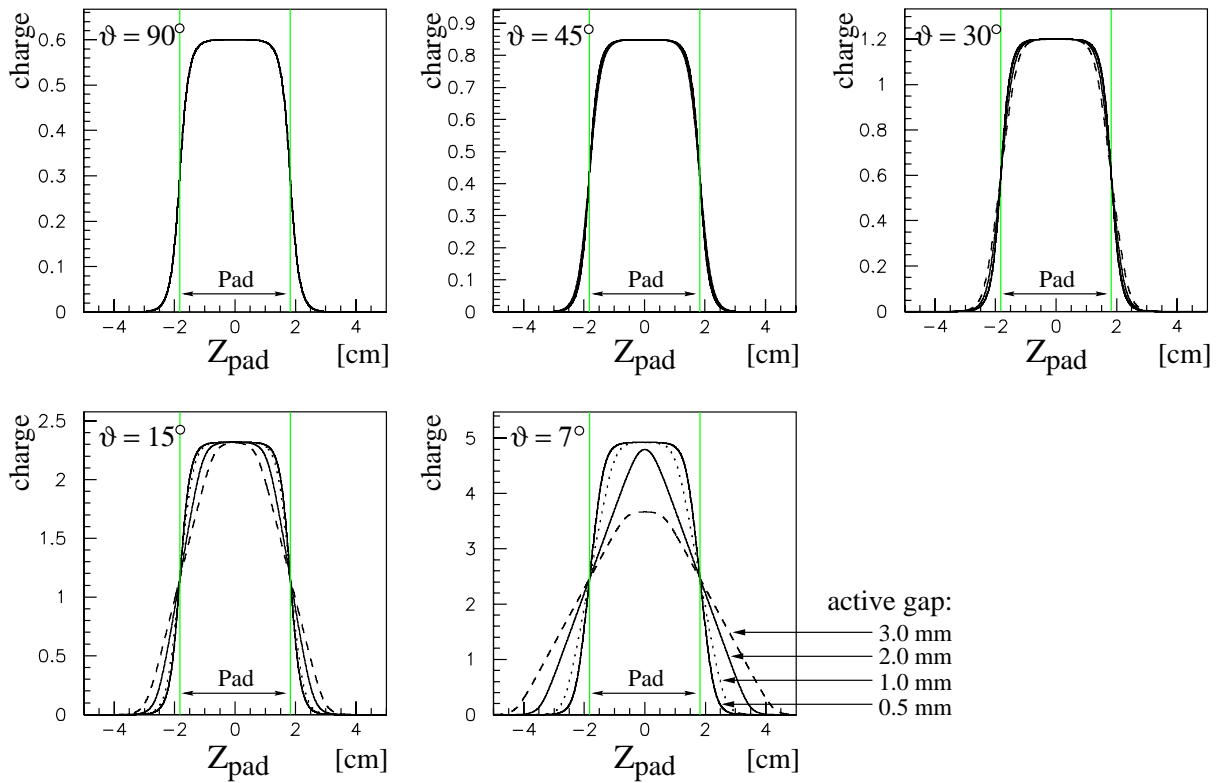 charge
ϑ = 90°
0.6
0.5
0.4
0.3
0.2
0.1
0
Pad
−4 −2 0 2 4
Zpad [cm]
charge
ϑ = 45°
0.9
0.8
0.7
0.6
0.5
0.4
0.3
0.2
0.1
0
Pad
−4 −2 0 2 4
Zpad [cm]
charge
ϑ = 30°
1.2
1
0.8
0.6
0.4
0.2
0
Pad
−4 −2 0 2 4
Zpad [cm]
charge
ϑ = 15°
2.5
2
1.5
1
0.5
0
Pad
−4 −2 0 2 4
Zpad [cm]
charge
ϑ = 7°
5
4
3
2
1
0
Pad
−4 −2 0 2 4
Zpad [cm]
active gap:
3.0 mm
2.0 mm
1.0 mm
0.5 mm